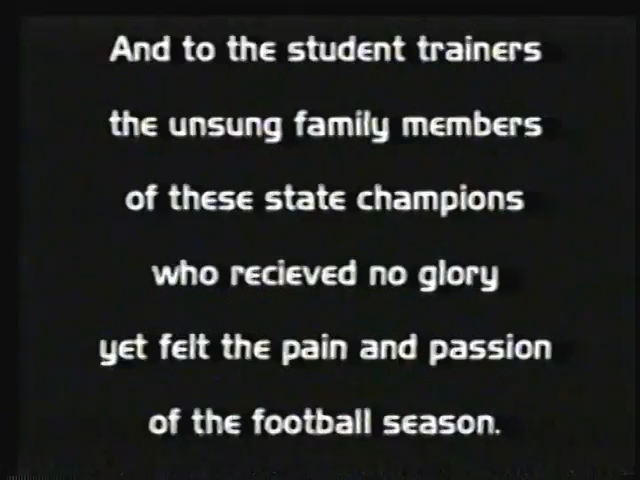 And to the student trainers
the unsung family members
of these state champions
who recieved no glory
yet felt the pain and passion
of the football season.